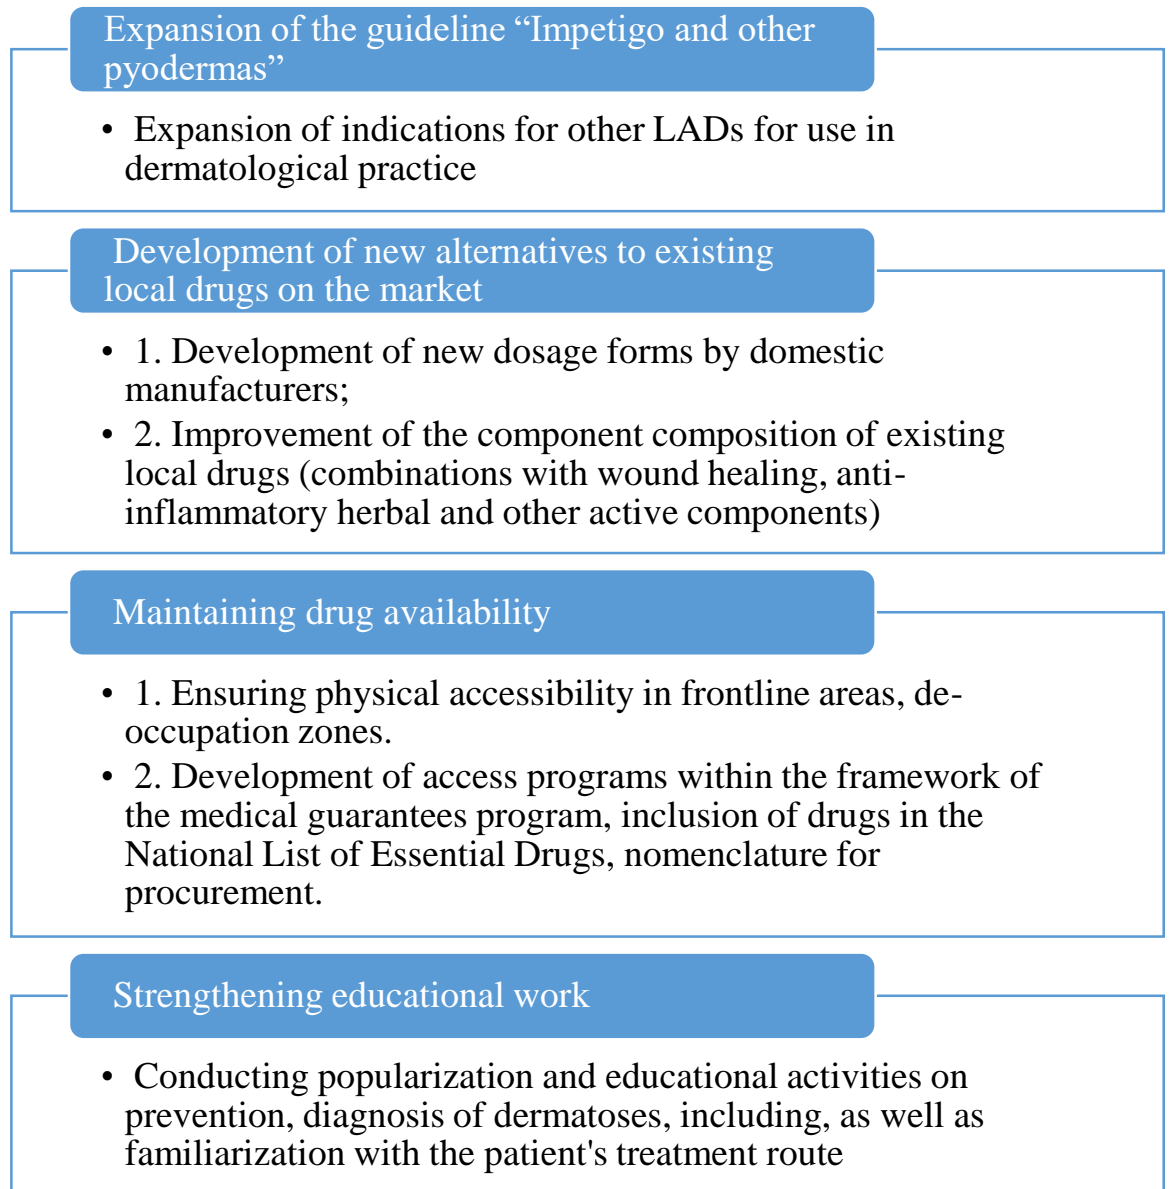 Expansion of the guideline “Impetigo and other
pyodermas”
• Expansion of indications for other LADs for use in
dermatological practice
Development of new alternatives to existing
local drugs on the market
• 1. Development of new dosage forms by domestic
manufacturers;
• 2. Improvement of the component composition of existing
local drugs (combinations with wound healing, anti-
inflammatory herbal and other active components)
Maintaining drug availability
• 1. Ensuring physical accessibility in frontline areas, de-
occupation zones.
• 2. Development of access programs within the framework of
the medical guarantees program, inclusion of drugs in the
National List of Essential Drugs, nomenclature for
procurement.
Strengthening educational work
• Conducting popularization and educational activities on
prevention, diagnosis of dermatoses, including, as well as
familiarization with the patient's treatment route